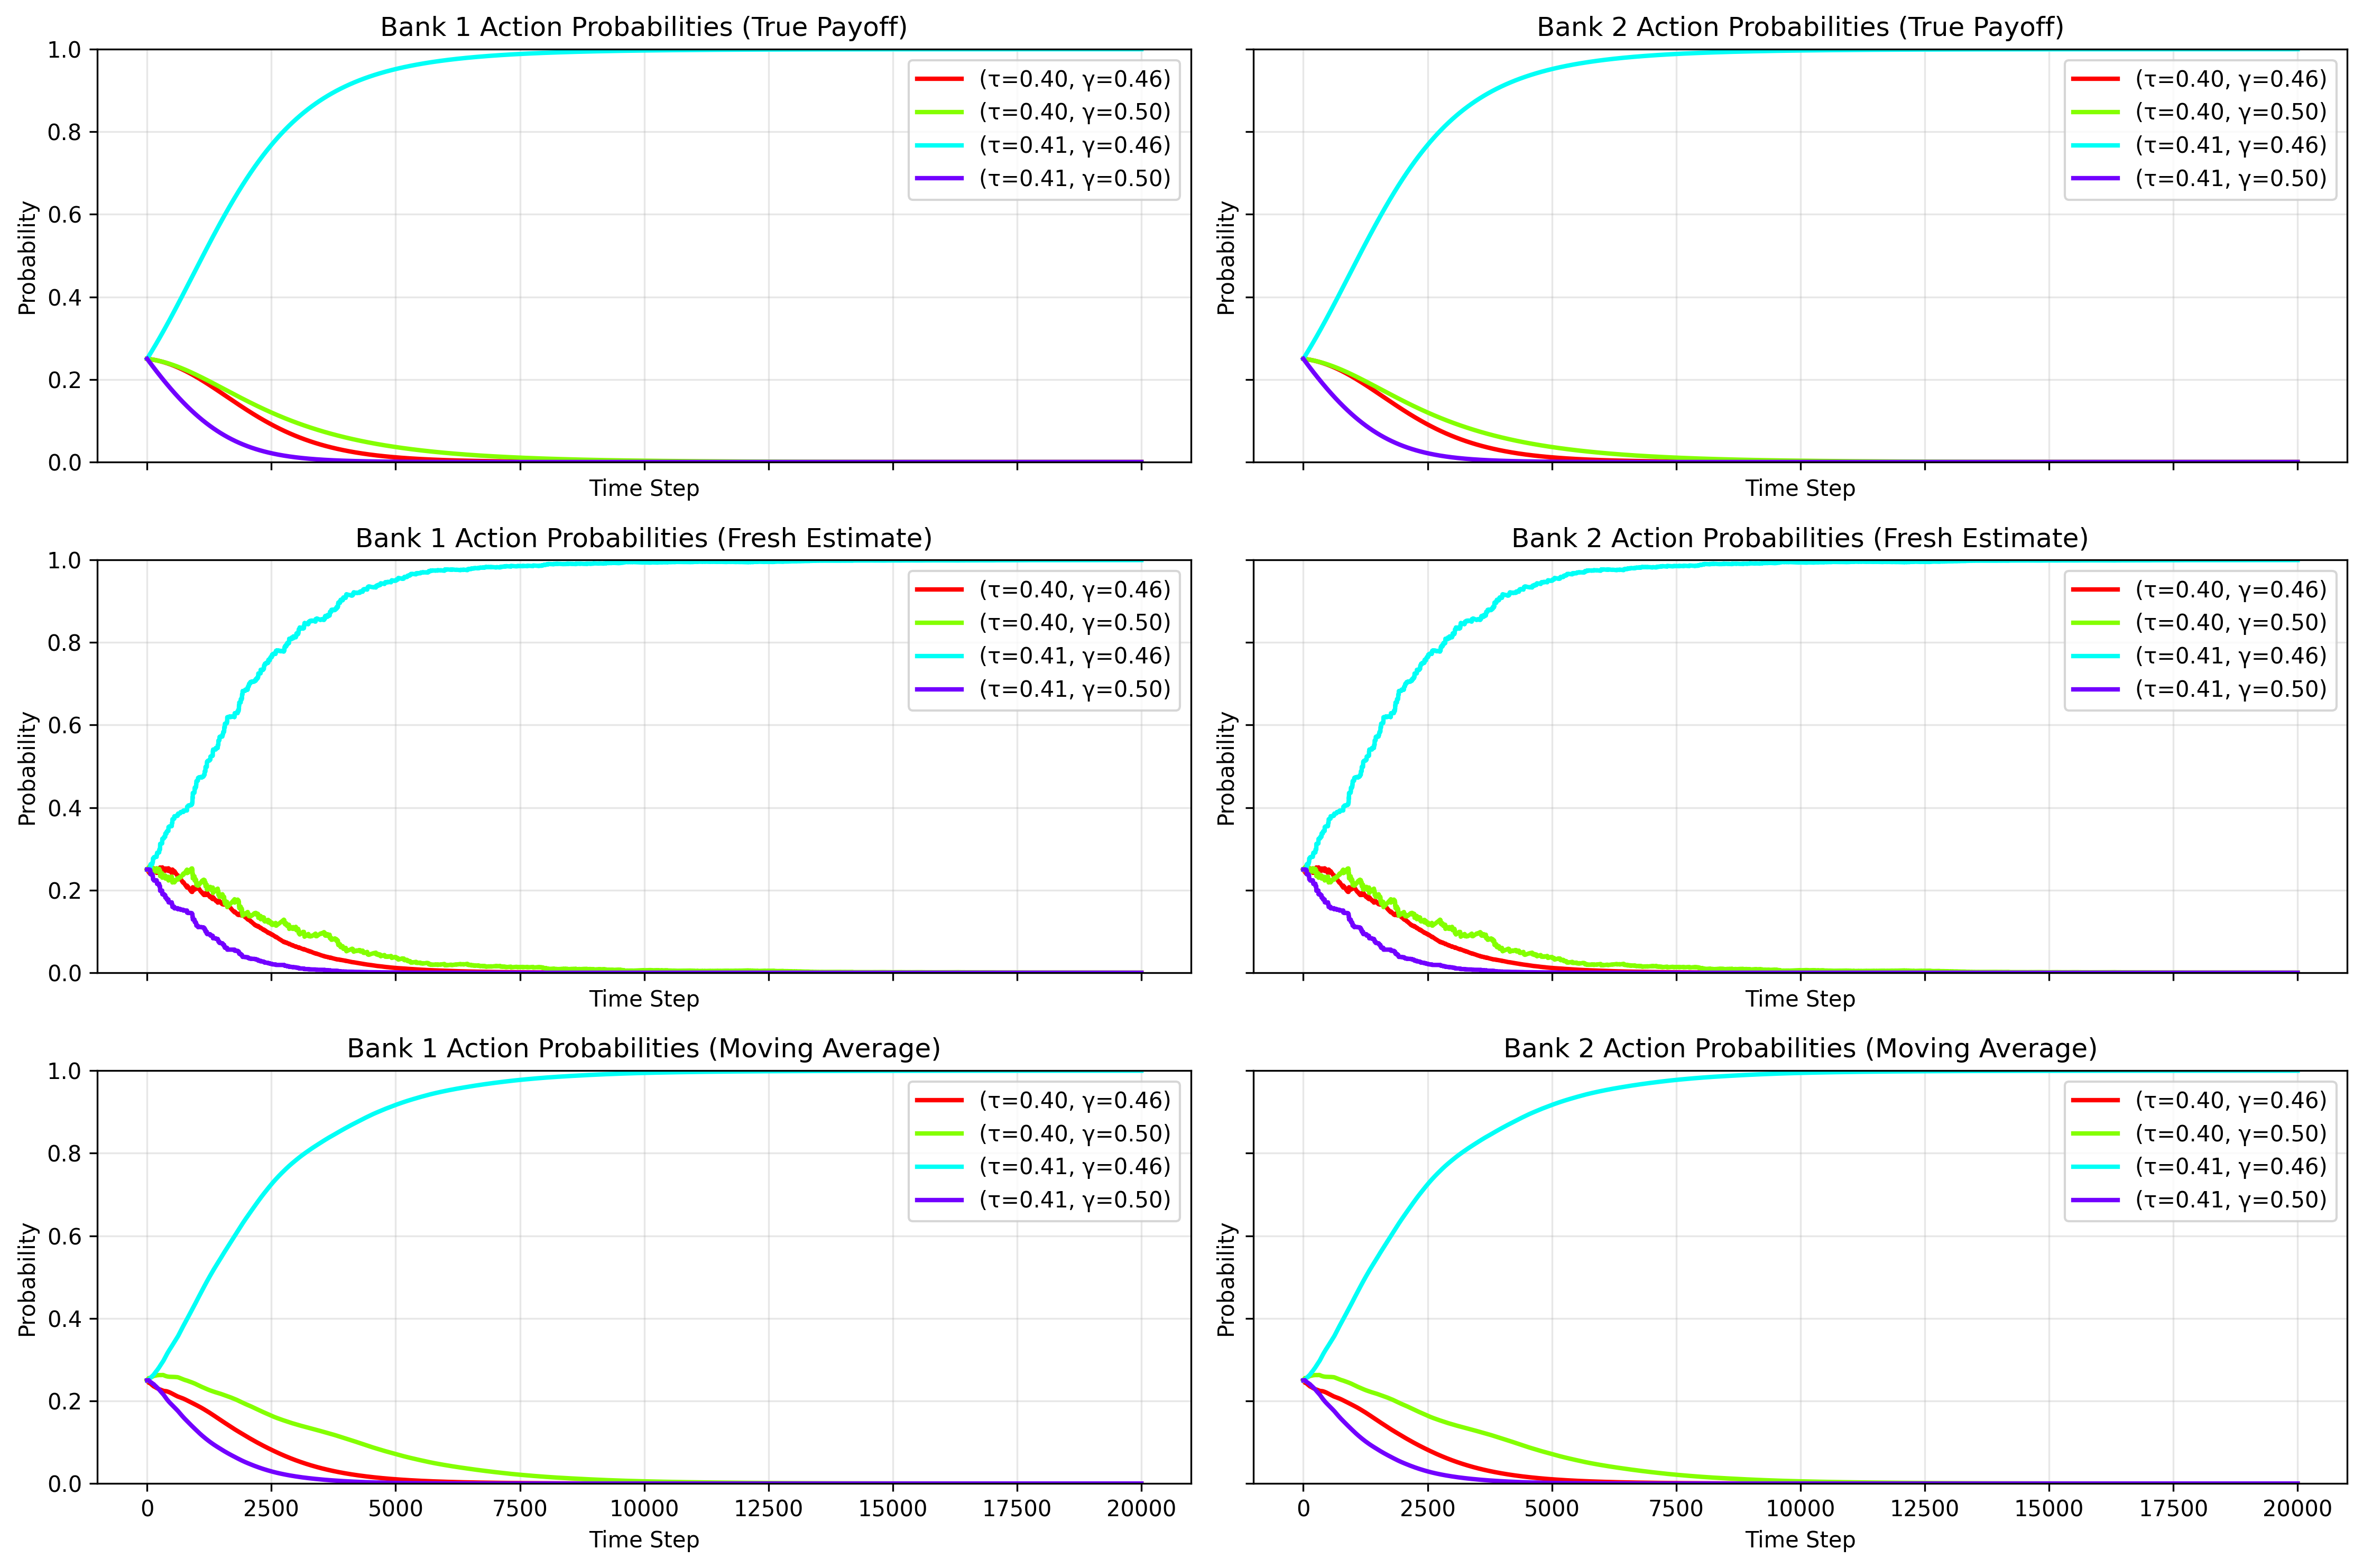 Bank 1 Action Probabilities (True Payoff)
1.0
0.8
0.6
0.4
0.2
0.0
Probability
(τ=0.40, γ=0.46)
(τ=0.40, γ=0.50)
(τ=0.41, γ=0.46)
(τ=0.41, γ=0.50)
Time Step
Bank 2 Action Probabilities (True Payoff)
Probability
(τ=0.40, γ=0.46)
(τ=0.40, γ=0.50)
(τ=0.41, γ=0.46)
(τ=0.41, γ=0.50)
Time Step
Bank 1 Action Probabilities (Fresh Estimate)
1.0
0.8
0.6
0.4
0.2
0.0
Probability
(τ=0.40, γ=0.46)
(τ=0.40, γ=0.50)
(τ=0.41, γ=0.46)
(τ=0.41, γ=0.50)
Time Step
Bank 2 Action Probabilities (Fresh Estimate)
Probability
(τ=0.40, γ=0.46)
(τ=0.40, γ=0.50)
(τ=0.41, γ=0.46)
(τ=0.41, γ=0.50)
Time Step
Bank 1 Action Probabilities (Moving Average)
1.0
0.8
0.6
0.4
0.2
0.0
Probability
(τ=0.40, γ=0.46)
(τ=0.40, γ=0.50)
(τ=0.41, γ=0.46)
(τ=0.41, γ=0.50)
0 2500 5000 7500 10000 12500 15000 17500 20000
Time Step
Bank 2 Action Probabilities (Moving Average)
Probability
(τ=0.40, γ=0.46)
(τ=0.40, γ=0.50)
(τ=0.41, γ=0.46)
(τ=0.41, γ=0.50)
0 2500 5000 7500 10000 12500 15000 17500 20000
Time Step